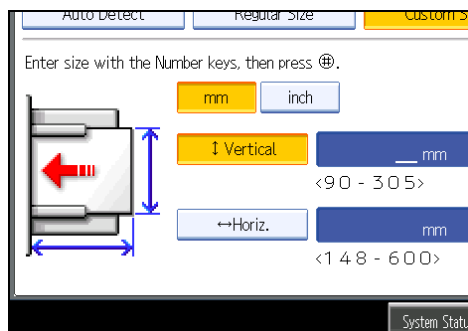 Auto Detect Regular Size Custom S
Enter size with the Number keys, then press ⊕.
mm inch
↕ Vertical __ mm
<90 - 305>
↔Horiz. mm
<148 - 600>
System Statu